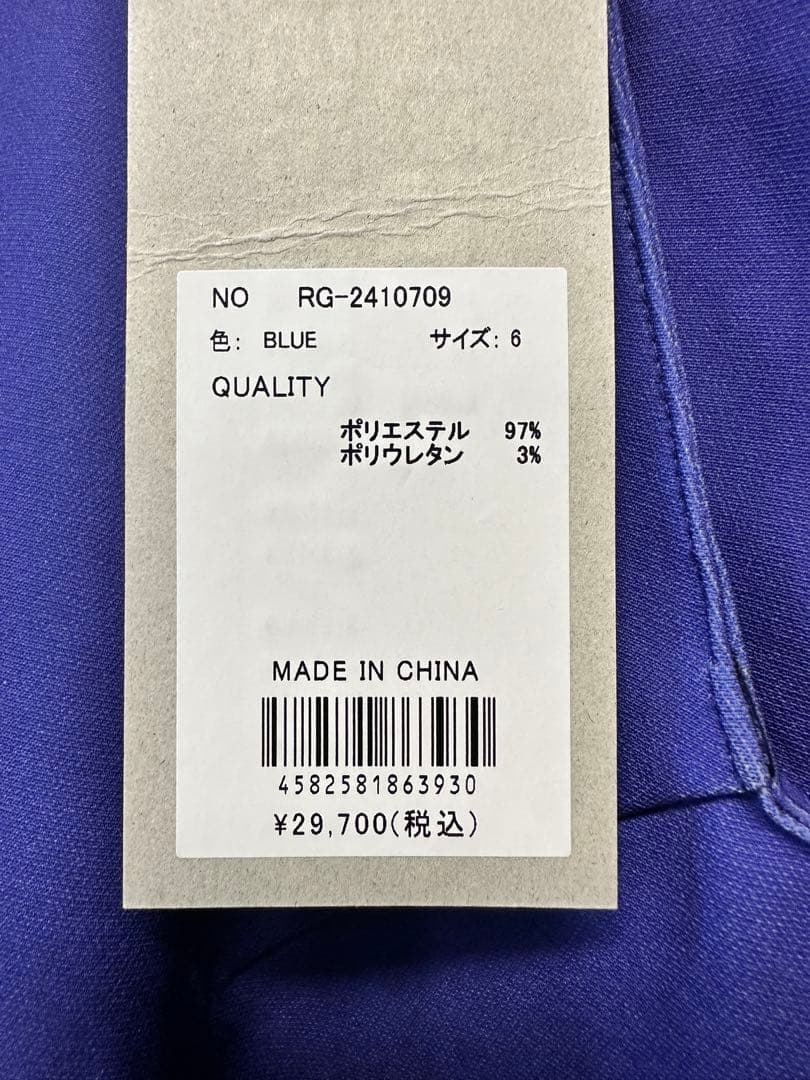 NO RG-2410709
色: BLUE サイズ: 6
QUALITY
ポリエステル 97%
ポリウレタン 3%
MADE IN CHINA
4582581863930
¥29,700(税込)